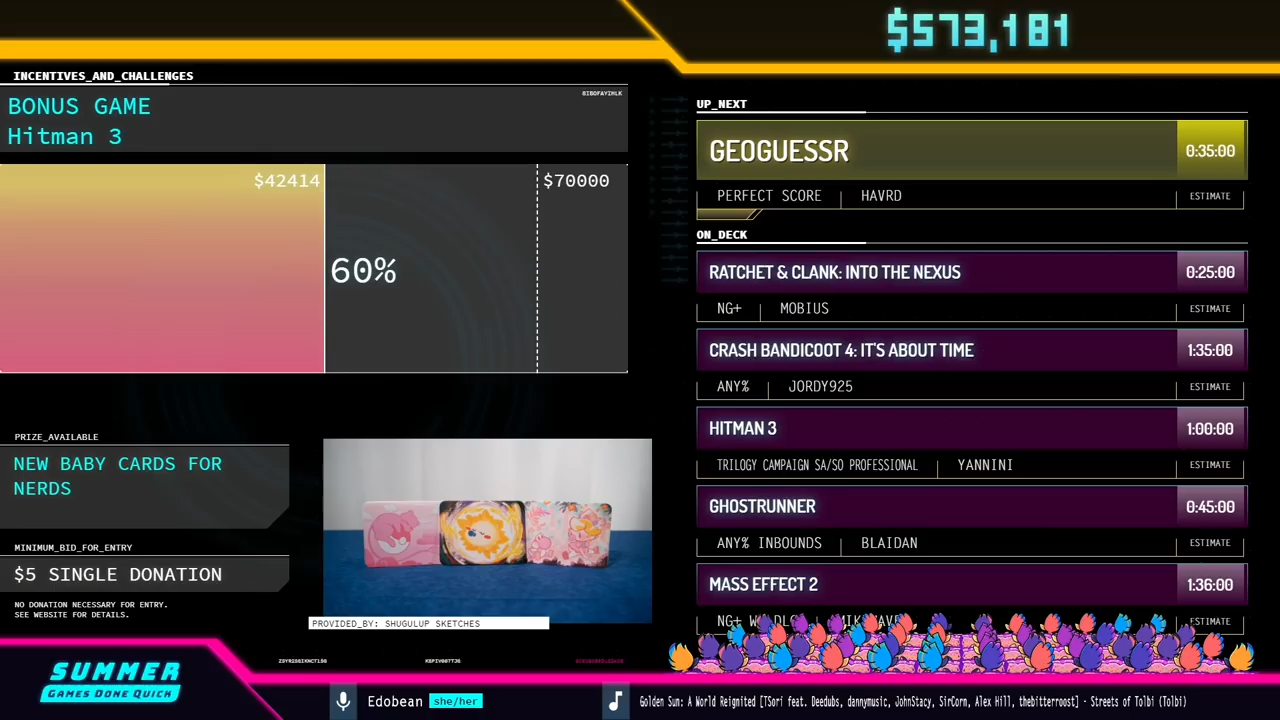 $573,181
INCENTIVES_AND_CHALLENGES
BONUS GAME
Hitman 3
$42414
$70000
60%
UP_NEXT
GEOGUESSR
0:35:00
PERFECT SCORE
HAVRD
ESTIMATE
ON_DECK
RATCHET & CLANK: INTO THE NEXUS
0:25:00
NG+
MOBIUS
ESTIMATE
CRASH BANDICOOT 4: IT'S ABOUT TIME
1:35:00
ANY%
JORDY925
ESTIMATE
HITMAN 3
1:00:00
TRILOGY CAMPAIGN SA/SO PROFESSIONAL
YANNINI
ESTIMATE
GHOSTRUNNER
0:45:00
ANY% INBOUNDS
BLAIDAN
ESTIMATE
MASS EFFECT 2
1:36:00
NG+
ESTIMATE
PRIZE_AVAILABLE
NEW BABY CARDS FOR
NERDS
MINIMUM_BID_FOR_ENTRY
$5 SINGLE DONATION
NO DONATION NECESSARY FOR ENTRY.
SEE WEBSITE FOR DETAILS.
PROVIDED_BY: SHUGULUP SKETCHES
SUMMER
GAMES DONE QUICK
Edobean she/her
Golden Sun: A World Reignited [TSori feat. Deedubs, dannymusic, JohnStacy, SirCorn, Alex Hill, thebitterroost] - Streets of Tolbi (Tolbi)